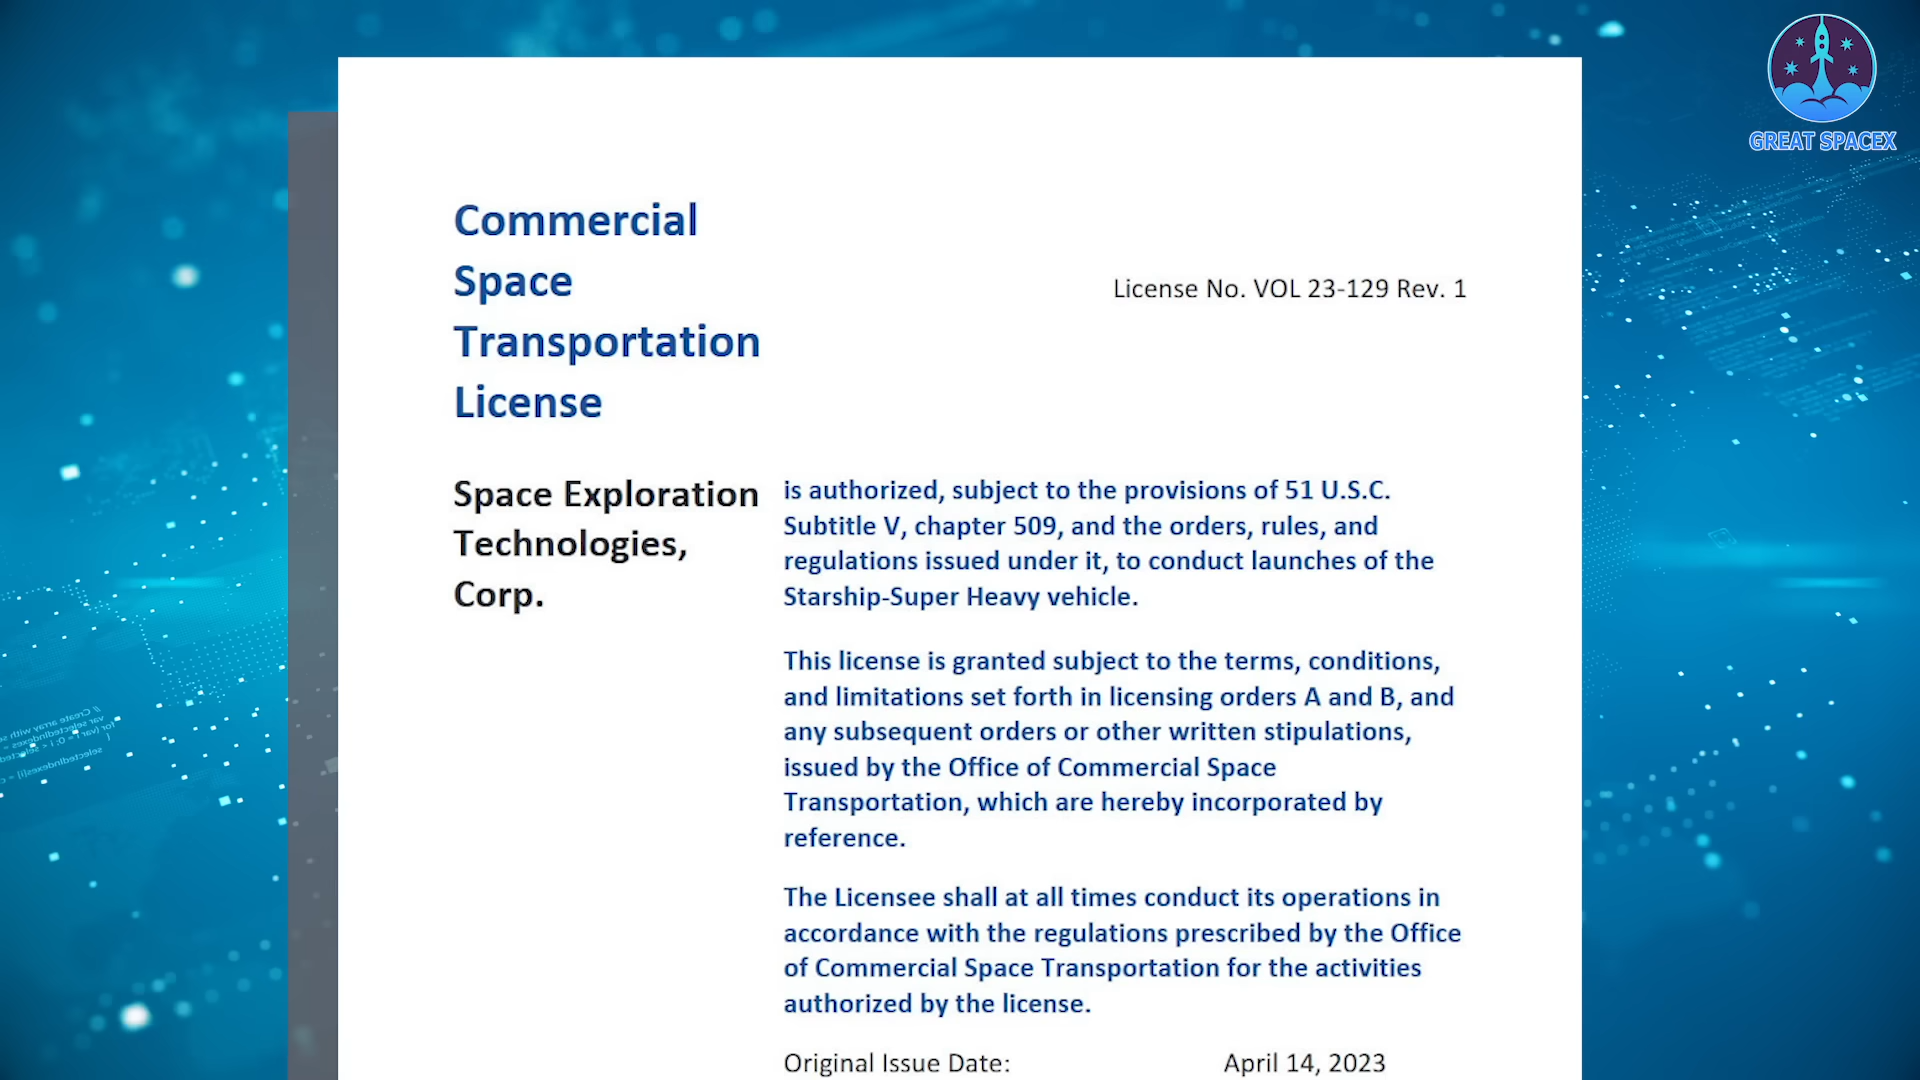 GREAT SPACEX
Commercial
Space
Transportation
License
License No. VOL 23-129 Rev. 1
Space Exploration
Technologies,
Corp.
is authorized, subject to the provisions of 51 U.S.C.
Subtitle V, chapter 509, and the orders, rules, and
regulations issued under it, to conduct launches of the
Starship-Super Heavy vehicle.
This license is granted subject to the terms, conditions,
and limitations set forth in licensing orders A and B, and
any subsequent orders or other written stipulations,
issued by the Office of Commercial Space
Transportation, which are hereby incorporated by
reference.
The Licensee shall at all times conduct its operations in
accordance with the regulations prescribed by the Office
of Commercial Space Transportation for the activities
authorized by the license.
Original Issue Date: April 14, 2023
// Create array